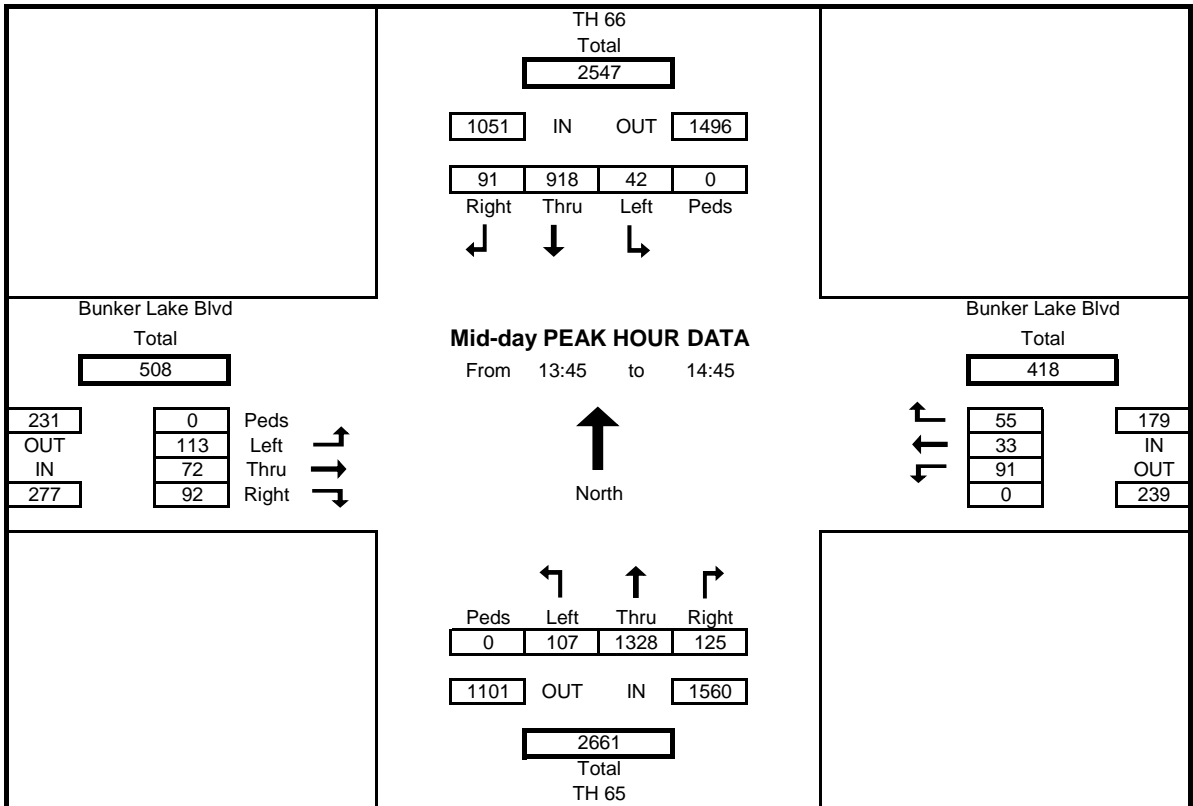 TH 66
Total
2547
1051 IN OUT 1496
91 918 42 0
Right Thru Left Peds
Bunker Lake Blvd
Total
508
231 0 Peds
OUT 113 Left
IN 72 Thru
277 92 Right
Mid-day PEAK HOUR DATA
From 13:45 to 14:45
North
Bunker Lake Blvd
Total
418
55 179
33 IN
91 OUT
0 239
Peds Left Thru Right
0 107 1328 125
1101 OUT IN 1560
2661
Total
TH 65